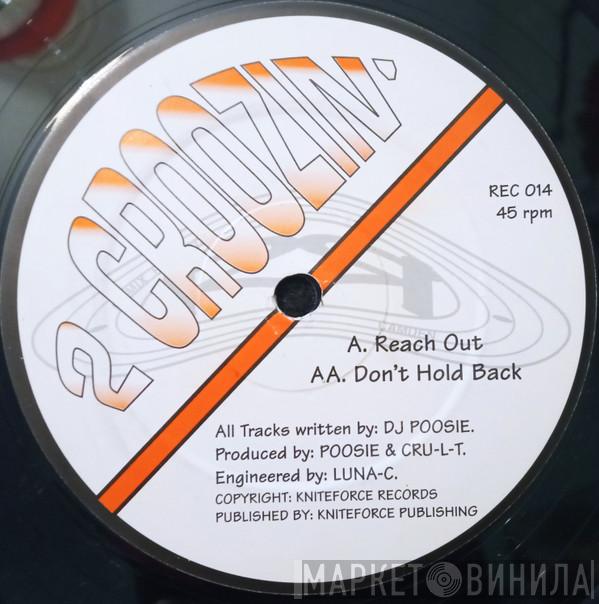 2 CROOZIN'
REC 014
45 rpm
A. Reach Out
AA. Don't Hold Back
All Tracks written by: DJ POOSIE.
Produced by: POOSIE & CRU-L-T.
Engineered by: LUNA-C.
COPYRIGHT: KNITEFORCE RECORDS
PUBLISHED BY: KNITEFORCE PUBLISHING
МАРКЕТ ВИНИЛА